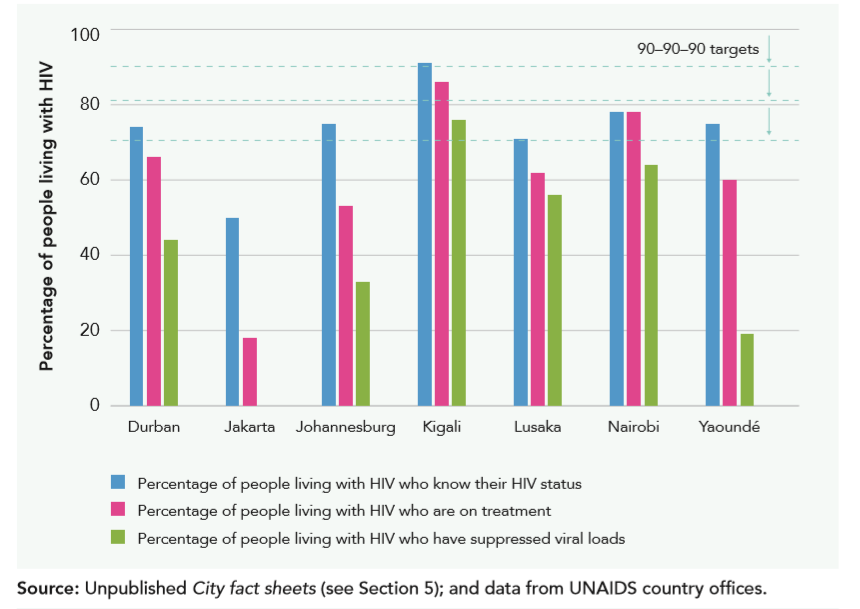 Percentage of people living with HIV
100
80
60
40
20
0
90–90–90 targets
Durban Jakarta Johannesburg Kigali Lusaka Nairobi Yaoundé
Percentage of people living with HIV who know their HIV status
Percentage of people living with HIV who are on treatment
Percentage of people living with HIV who have suppressed viral loads
Source: Unpublished City fact sheets (see Section 5); and data from UNAIDS country offices.